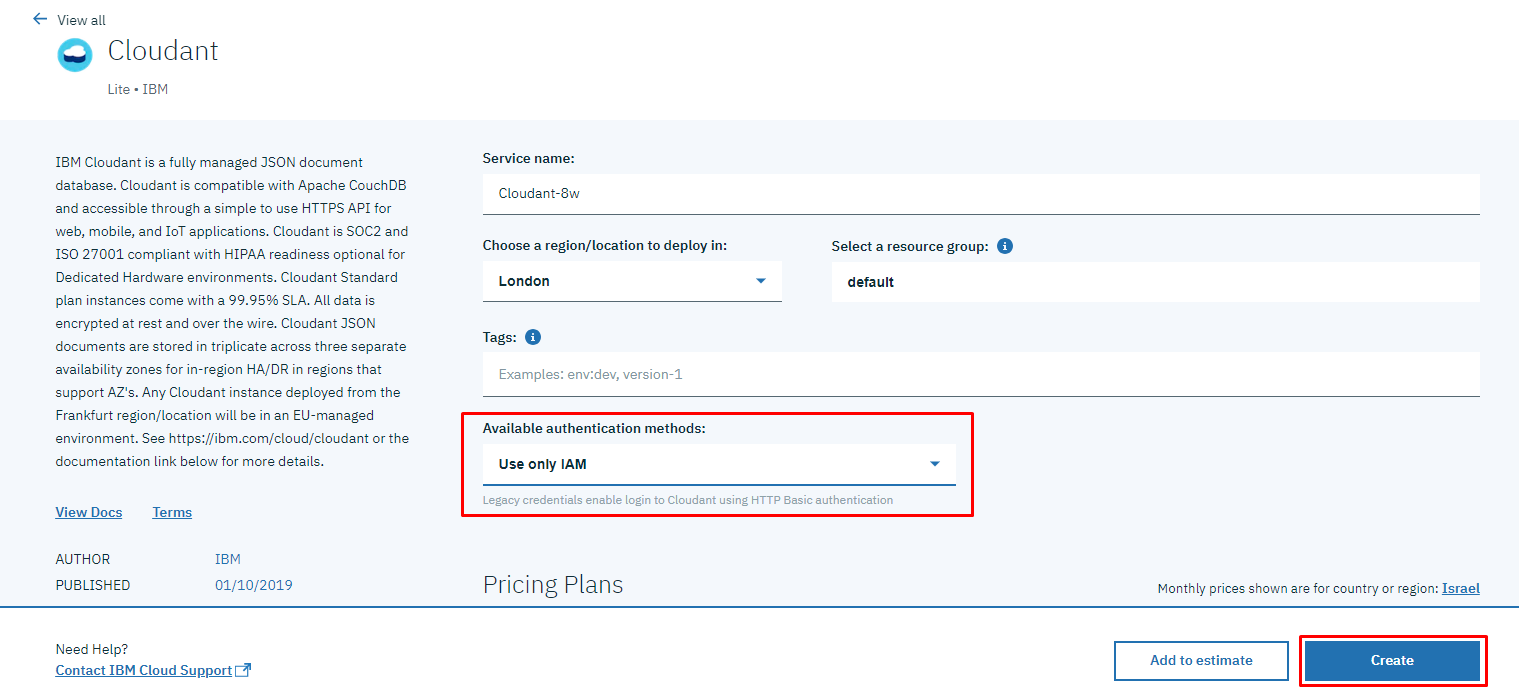 View all
Cloudant
Lite • IBM
IBM Cloudant is a fully managed JSON document
database. Cloudant is compatible with Apache CouchDB
and accessible through a simple to use HTTPS API for
web, mobile, and IoT applications. Cloudant is SOC2 and
ISO 27001 compliant with HIPAA readiness optional for
Dedicated Hardware environments. Cloudant Standard
plan instances come with a 99.95% SLA. All data is
encrypted at rest and over the wire. Cloudant JSON
documents are stored in triplicate across three separate
availability zones for in-region HA/DR in regions that
support AZ's. Any Cloudant instance deployed from the
Frankfurt region/location will be in an EU-managed
environment. See https://ibm.com/cloud/cloudant or the
documentation link below for more details.
View Docs Terms
AUTHOR IBM
PUBLISHED 01/10/2019
Service name:
Cloudant-8w
Choose a region/location to deploy in: Select a resource group:
London default
Tags:
Examples: env:dev, version-1
Available authentication methods:
Use only IAM
Legacy credentials enable login to Cloudant using HTTP Basic authentication
Pricing Plans
Monthly prices shown are for country or region: Israel
Need Help?
Contact IBM Cloud Support
Add to estimate Create